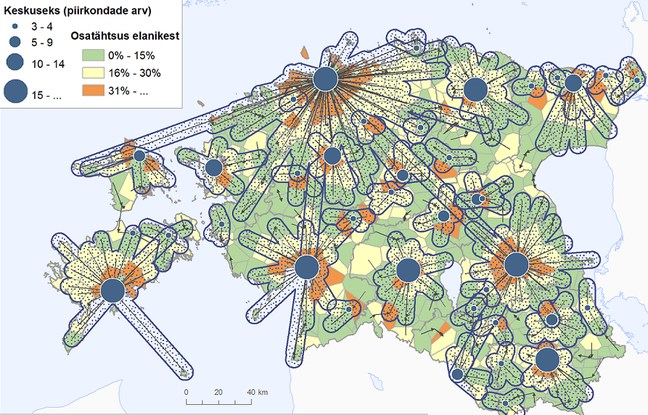 Keskuseks (piirkondade arv)
3 - 4
5 - 9
10 - 14
15 - ...
Osatähtsus elanikest
0% - 15%
16% - 30%
31% - ...
0 20 40 km